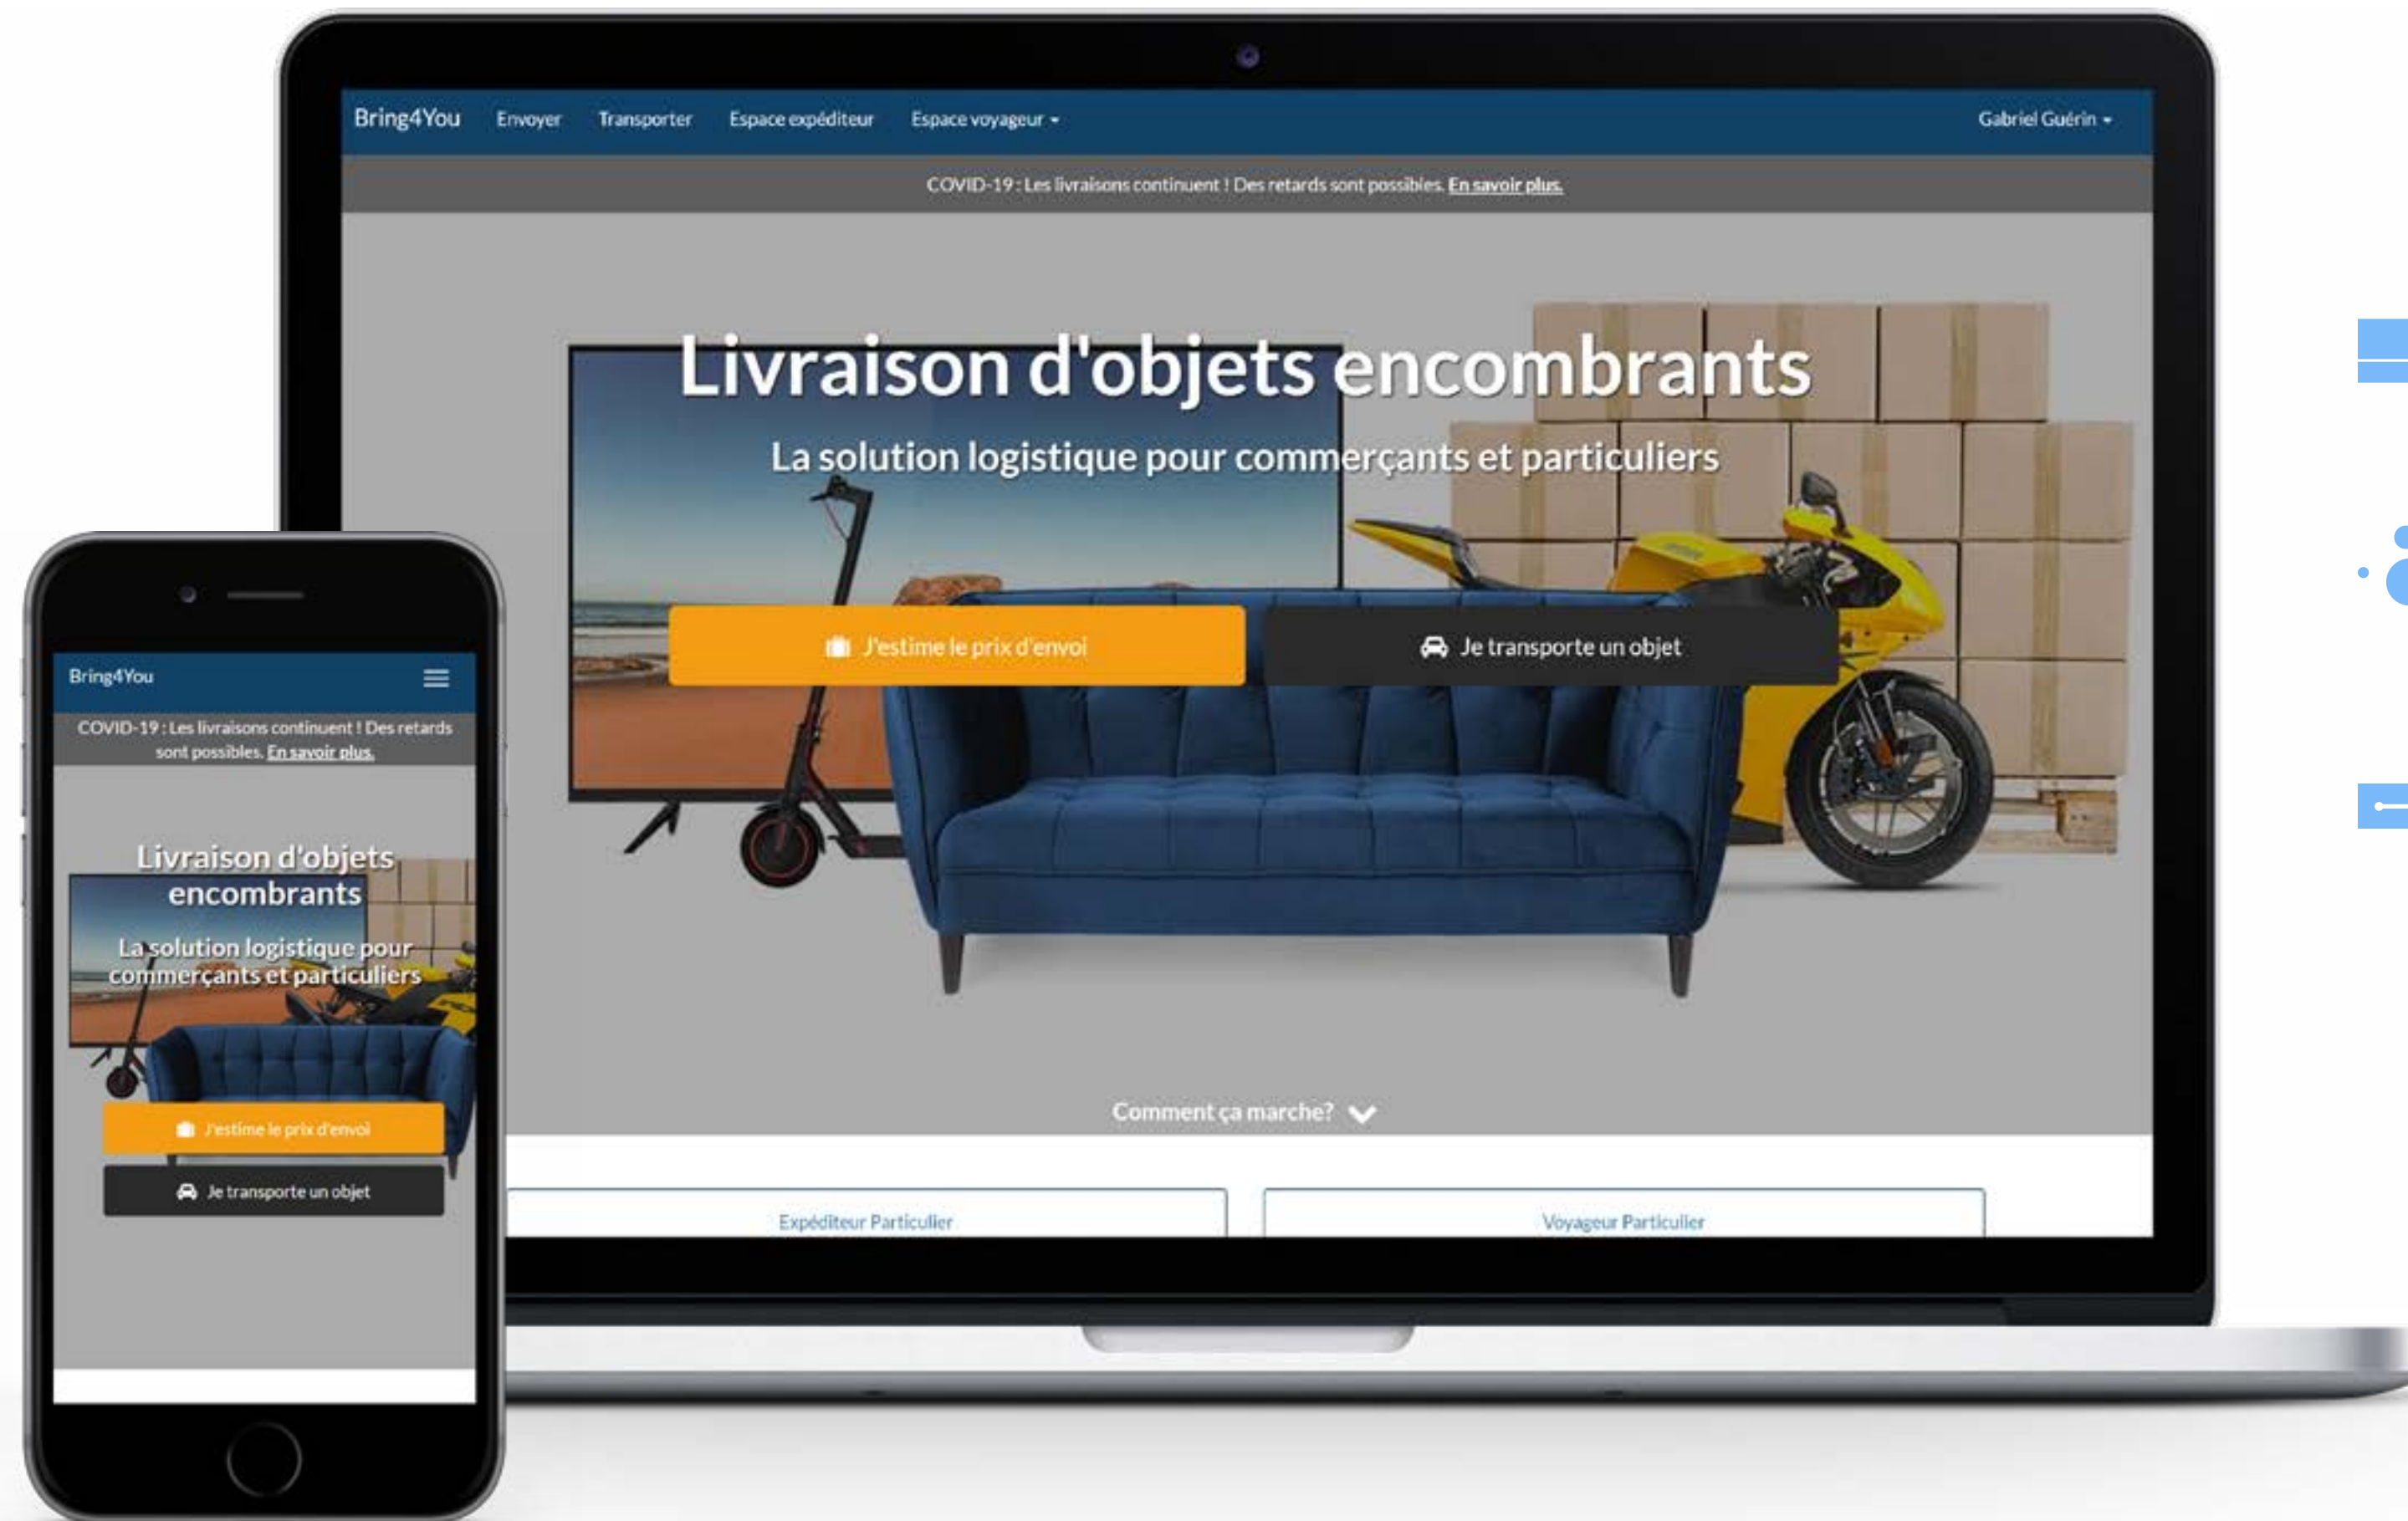 Bring4You Envoyer Transporter Espace expéditeur Espace voyageur Gabriel Guérin
COVID-19 : Les livraisons continuent ! Des retards sont possibles. En savoir plus.
Livraison d'objets encombrants
La solution logistique pour commerçants et particuliers
J'estime le prix d'envoi Je transporte un objet
Comment ça marche?
Expéditeur Particulier Voyageur Particulier
Bring4You
COVID-19 : Les livraisons continuent ! Des retards
sont possibles. En savoir plus.
Livraison d'objets
encombrants
La solution logistique pour
commerçants et particuliers
J'estime le prix d'envoi
Je transporte un objet